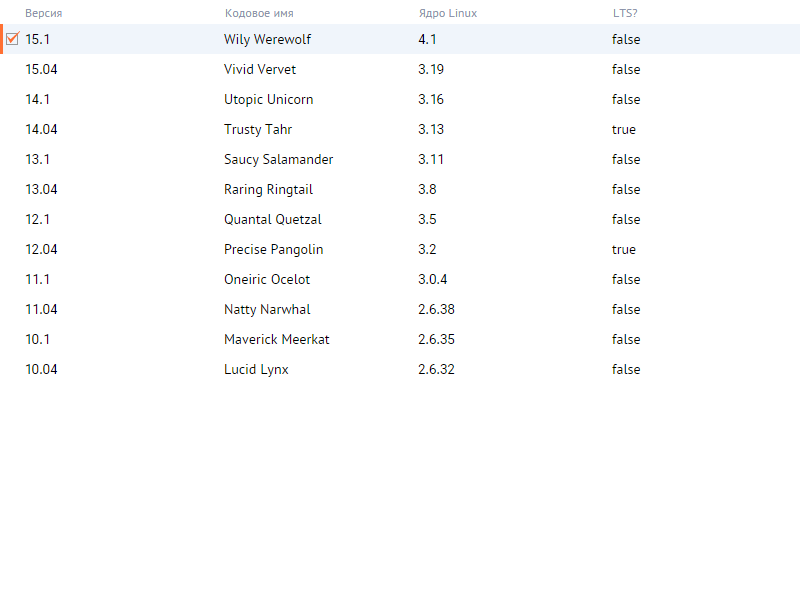 Версия Кодовое имя Ядро Linux LTS?
15.1 Wily Werewolf 4.1 false
15.04 Vivid Vervet 3.19 false
14.1 Utopic Unicorn 3.16 false
14.04 Trusty Tahr 3.13 true
13.1 Saucy Salamander 3.11 false
13.04 Raring Ringtail 3.8 false
12.1 Quantal Quetzal 3.5 false
12.04 Precise Pangolin 3.2 true
11.1 Oneiric Ocelot 3.0.4 false
11.04 Natty Narwhal 2.6.38 false
10.1 Maverick Meerkat 2.6.35 false
10.04 Lucid Lynx 2.6.32 false